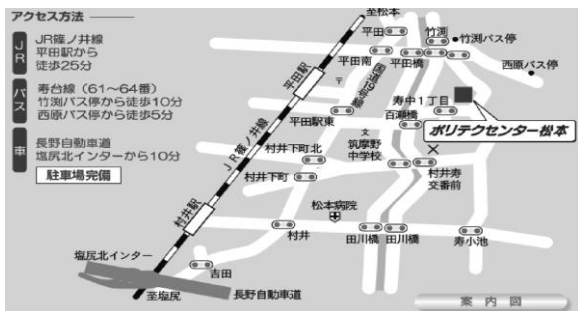 アクセス方法
JR
JR篠ノ井線
平田駅から
徒歩25分
バス
寿台線（61～64番）
竹渕バス停から徒歩10分
西原バス停から徒歩5分
車
長野自動車道
塩尻北インターから10分
駐車場完備
至松本
平田
竹渕
竹渕バス停
平田南
平田橋
西原バス停
平田駅
国道19号線
寿中1丁目
平田駅東
百瀬橋
ポリテクセンター松本
文
JR篠ノ井線
村井下町北
筑摩野
中学校
村井下町
村井寿
交番前
村井駅
松本病院
村井
田川橋
田川橋
寿小池
塩尻北インター
吉田
至塩尻
長野自動車道
案内図